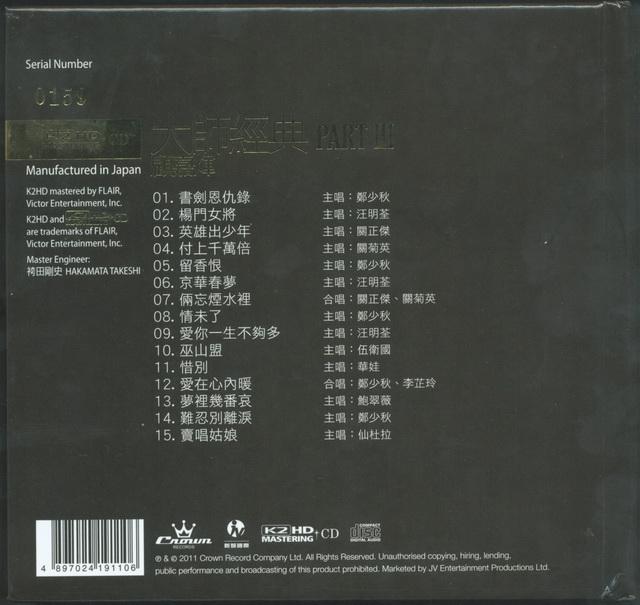 Serial Number
0159
Manufactured in Japan
K2HD mastered by FLAIR,
Victor Entertainment, Inc.
K2HD and
are trademarks of FLAIR,
Victor Entertainment, Inc.
Master Engineer:
袴田剛史 HAKAMATA TAKESHI
大師經典 PART III
顧嘉煇
01. 書劍恩仇錄 主唱：鄭少秋
02. 楊門女將 主唱：汪明荃
03. 英雄出少年 主唱：關正傑
04. 付上千萬倍 主唱：關菊英
05. 留香恨 主唱：鄭少秋
06. 京華春夢 主唱：汪明荃
07. 倆忘煙水裡 合唱：關正傑、關菊英
08. 情未了 主唱：鄭少秋
09. 愛你一生不夠多 主唱：汪明荃
10. 巫山盟 主唱：伍衛國
11. 惜別 主唱：華娃
12. 愛在心內暖 合唱：鄭少秋、李芷玲
13. 夢裡幾番哀 主唱：鮑翠薇
14. 難忍別離淚 主唱：鄭少秋
15. 賣唱姑娘 主唱：仙杜拉
4 897024 191106
Crown
RECORDS
K2 HD
MASTERING
+CD
COMPACT
disc
DIGITAL AUDIO
℗ & © 2011 Crown Record Company Ltd. All Rights Reserved. Unauthorised copying, hiring, lending,
public performance and broadcasting of this product prohibited. Marketed by JV Entertainment Productions Ltd.